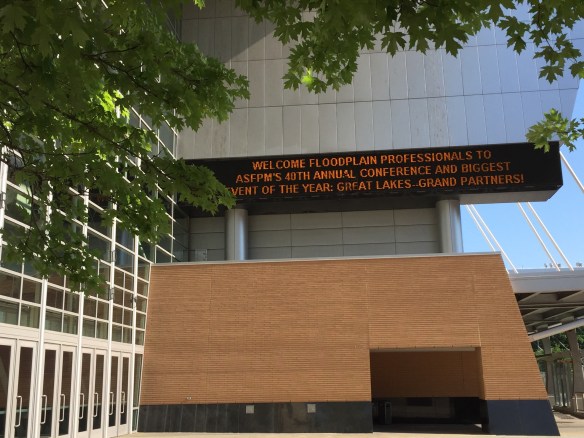 WELCOME FLOODPLAIN PROFESSIONALS TO
ASFPM'S 40TH ANNUAL CONFERENCE AND BIGGEST
EVENT OF THE YEAR: GREAT LAKES--GRAND PARTNERS!